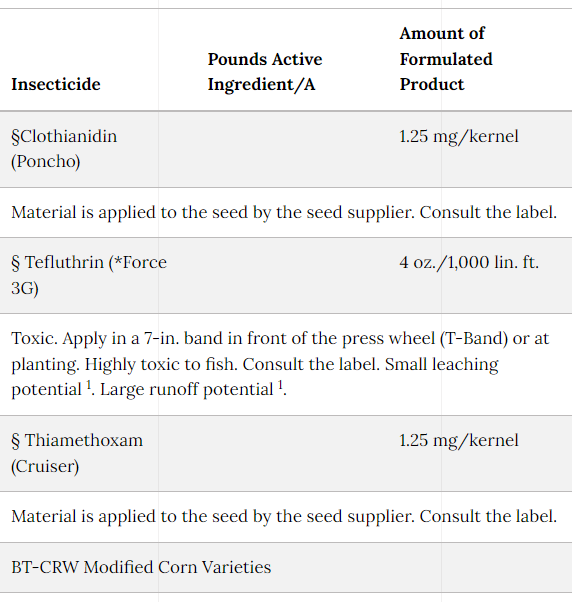 Insecticide
Pounds Active
Ingredient/A
Amount of
Formulated
Product
§Clothianidin
(Poncho)
1.25 mg/kernel
Material is applied to the seed by the seed supplier. Consult the label.
§ Tefluthrin (*Force
3G)
4 oz./1,000 lin. ft.
Toxic. Apply in a 7-in. band in front of the press wheel (T-Band) or at
planting. Highly toxic to fish. Consult the label. Small leaching
potential 1. Large runoff potential 1.
§ Thiamethoxam
(Cruiser)
1.25 mg/kernel
Material is applied to the seed by the seed supplier. Consult the label.
BT-CRW Modified Corn Varieties